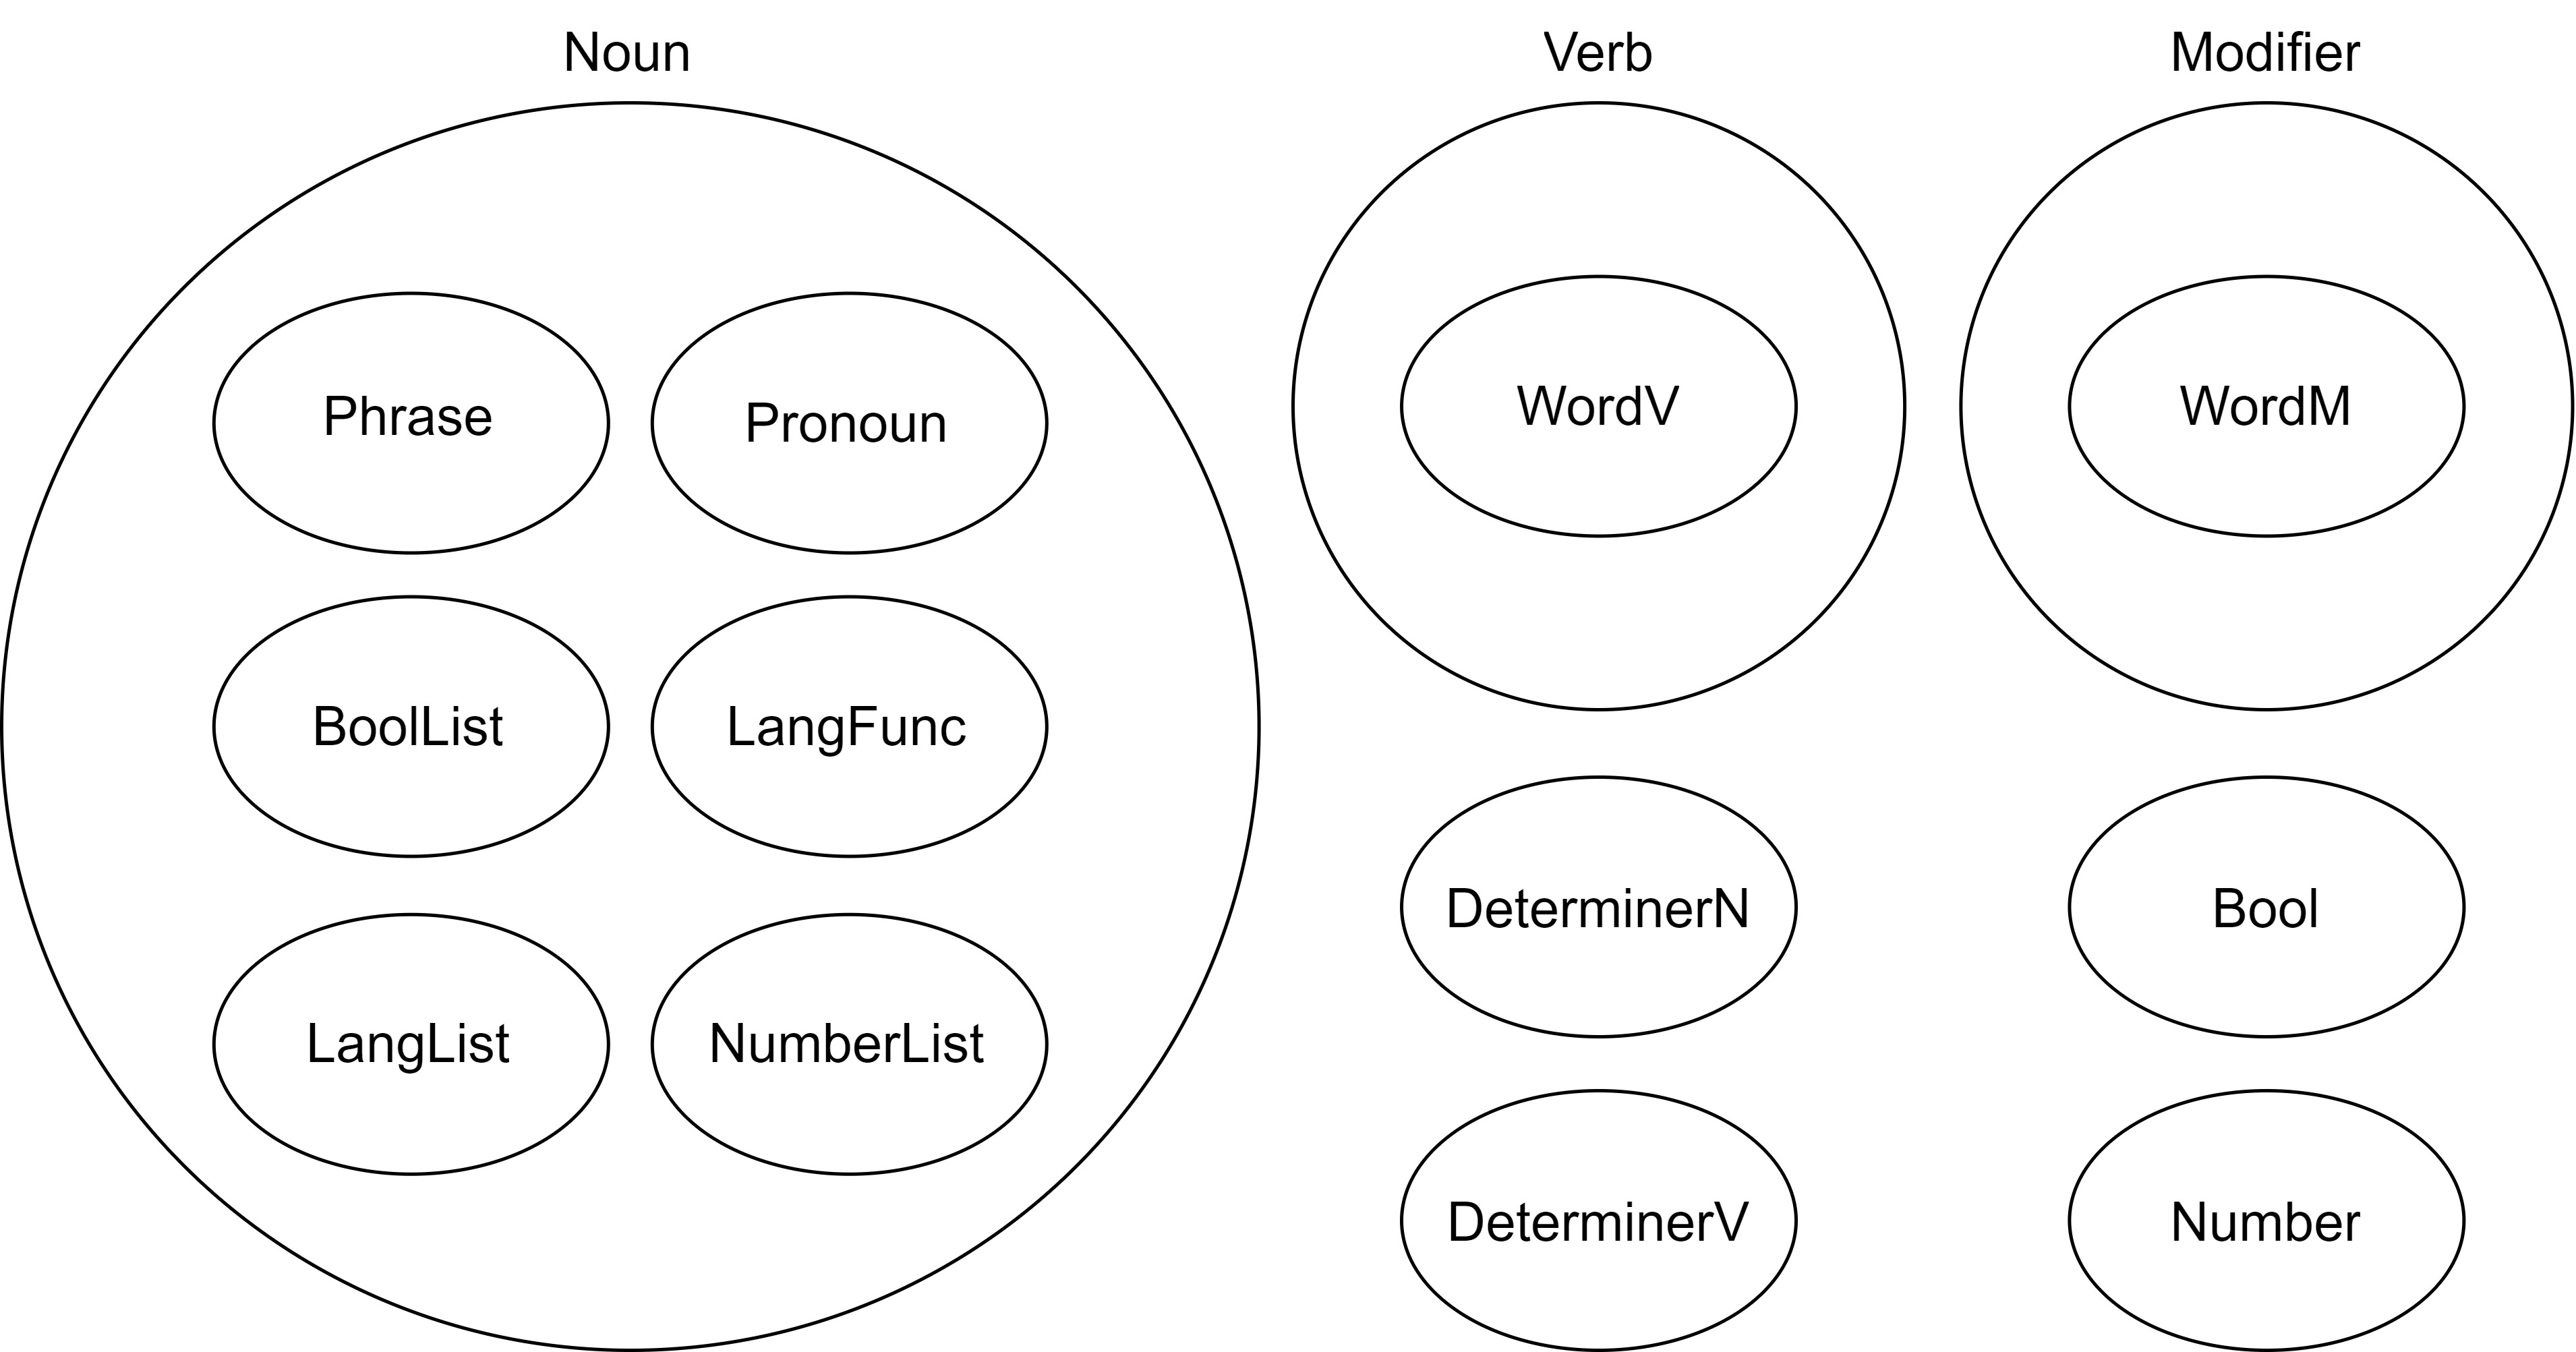 Noun
Verb
Modifier
Phrase
Pronoun
WordV
WordM
BoolList
LangFunc
DeterminerN
Bool
LangList
NumberList
DeterminerV
Number